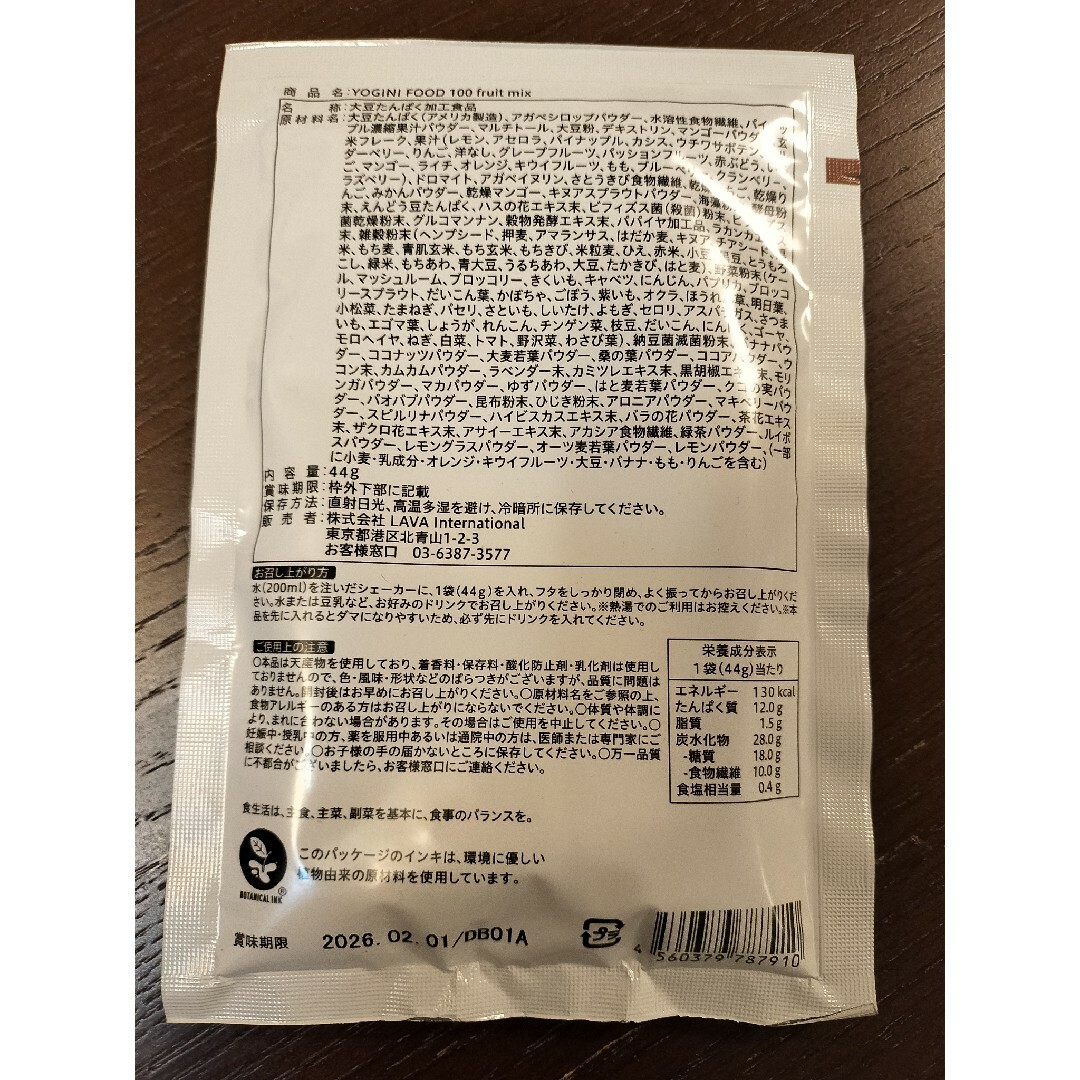 商品名:YOGINI FOOD 100 fruit mix
名称:大豆たんぱく加工食品
原材料名:大豆たんぱく(アメリカ製造)、アガベシロップパウダー、水溶性食物繊維、パイナッ
プル濃縮果汁パウダー、マルチトール、大豆粉、デキストリン、マンゴーパウダー、玄
米フレーク、果汁(レモン、アセロラ、パイナップル、カシス、ウチワサボテン、
ダーベリー、りんご、洋なし、グレープフルーツ、パッションフルーツ、赤ぶどう、いち
ご、マンゴー、ライチ、オレンジ、キウイフルーツ、もも、ブルーベリー、クランベリー、
ラズベリー)、ドロマイト、アガベイヌリン、さとうきび食物繊維、乾燥いちご、乾燥り
んご、みかんパウダー、乾燥マンゴー、キヌアスプラウトパウダー、海藻粉末、酵母粉
末、えんどう豆たんぱく、ハスの花エキス末、ビフィズス菌(殺菌)粉末、
菌乾燥粉末、グルコマンナン、穀物発酵エキス末、パパイヤ加工品、ラカンカエキス
末、雑穀粉末(ヘンプシード、押麦、アマランサス、はだか麦、キヌア、チアシード、
米、もち麦、青肌玄米、もち玄米、もちきび、米粒麦、ひえ、赤米、小豆、黒豆、とうもろ
こし、緑米、もちあわ、青大豆、うるちあわ、大豆、たかきび、はと麦)、野菜粉末(ケー
ル、マッシュルーム、ブロッコリー、きくいも、キャベツ、にんじん、パプリカ、ブロッコ
リースプラウト、だいこん葉、かぼちゃ、ごぼう、紫いも、オクラ、ほうれん草、明日葉、
小松菜、たまねぎ、パセリ、さといも、しいたけ、よもぎ、セロリ、アスパラガス、さつま
いも、エゴマ葉、しょうが、れんこん、チンゲン菜、枝豆、だいこん、にんにく、ゴーヤ、
モロヘイヤ、ねぎ、白菜、トマト、野沢菜、わさび葉)、納豆菌滅菌粉末、バナナパウ
ダー、ココナッツパウダー、大麦若葉パウダー、桑の葉パウダー、ココアパウダー、ウ
コン末、カムカムパウダー、ラベンダー末、カミツレエキス末、黒胡椒エキス末、モリ
ンガパウダー、マカパウダー、ゆずパウダー、はと麦若葉パウダー、クコの実パウ
ダー、バオバブパウダー、昆布粉末、ひじき粉末、アロニアパウダー、マキベリーパウ
ダー、スピルリナパウダー、ハイビスカスエキス末、バラの花パウダー、茶花エキス
末、ザクロ花エキス末、アサイーエキス末、アカシア食物繊維、緑茶パウダー、ルイボ
スパウダー、レモングラスパウダー、オーツ麦若葉パウダー、レモンパウダー、(一部
に小麦・乳成分・オレンジ・キウイフルーツ・大豆・バナナ・もも・りんごを含む)
内容量:44g
賞味期限:枠外下部に記載
保存方法:直射日光、高温多湿を避け、冷暗所に保存してください。
販売者:株式会社 LAVA International
東京都港区北青山1-2-3
お客様窓口 03-6387-3577
お召し上がり方
水(200ml)を注いだシェーカーに、1袋(44g)を入れ、フタをしっかり閉め、よく振ってからお召し上がりくだ
さい。水または豆乳など、お好みのドリンクでお召し上がりください。※熱湯でのご利用はお控えください。※本
品を先に入れるとダマになりやすいため、必ず先にドリンクを入れてください。
ご使用上の注意
○本品は天産物を使用しており、着香料・保存料・酸化防止剤・乳化剤は使用し
ておりませんので、色・風味・形状などのばらつきがございますが、品質に問題は
ありません。開封後はお早めにお召し上がりください。○原材料名をご参照の上、
食物アレルギーのある方はお召し上がりにならないでください。○体質や体調に
より、まれに合わない場合があります。その場合はご使用を中止してください。○
妊娠中・授乳中の方、薬を服用中あるいは通院中の方は、医師または専門家にご
相談ください。○お子様の手の届かないところに保存してください。○万一品質
に不都合がございましたら、お客様窓口にご連絡ください。
栄養成分表示
1袋(44g)当たり
エネルギー 130 kcal
たんぱく質 12.0g
脂質 1.5g
炭水化物 28.0g
-糖質 18.0g
-食物繊維 10.0g
食塩相当量 0.4g
食生活は、主食、主菜、副菜を基本に、食事のバランスを。
このパッケージのインキは、環境に優しい
植物由来の原材料を使用しています。
BOTANICAL INK®
賞味期限 2026.02.01/DB01A
プラ
4 560379 787910